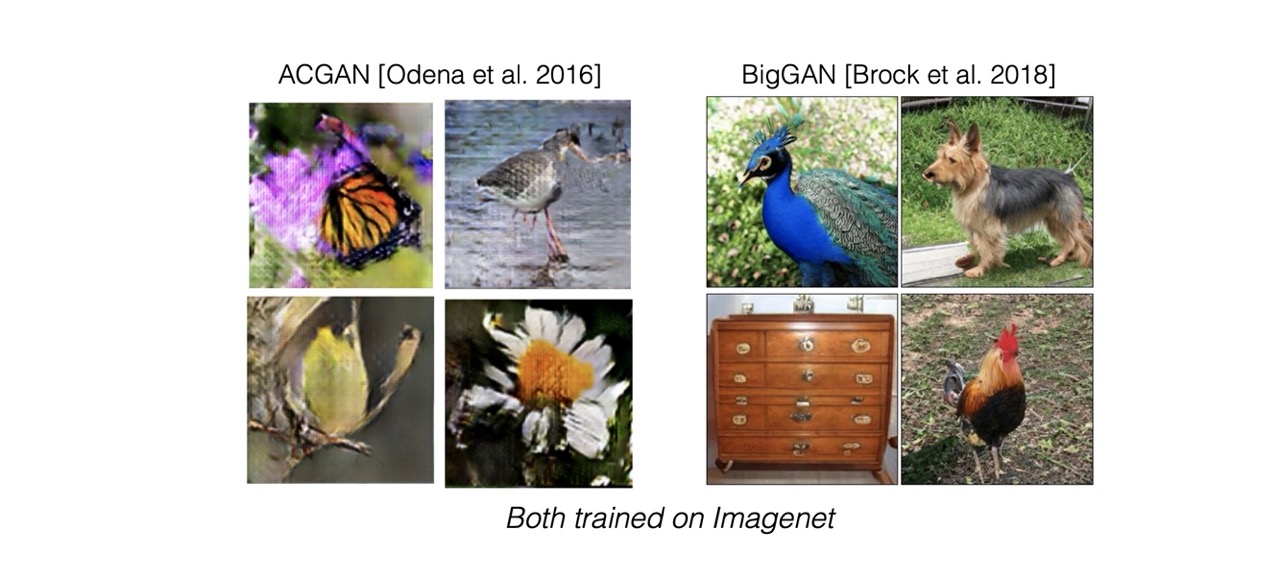 ACGAN [Odena et al. 2016]
BigGAN [Brock et al. 2018]
Both trained on Imagenet